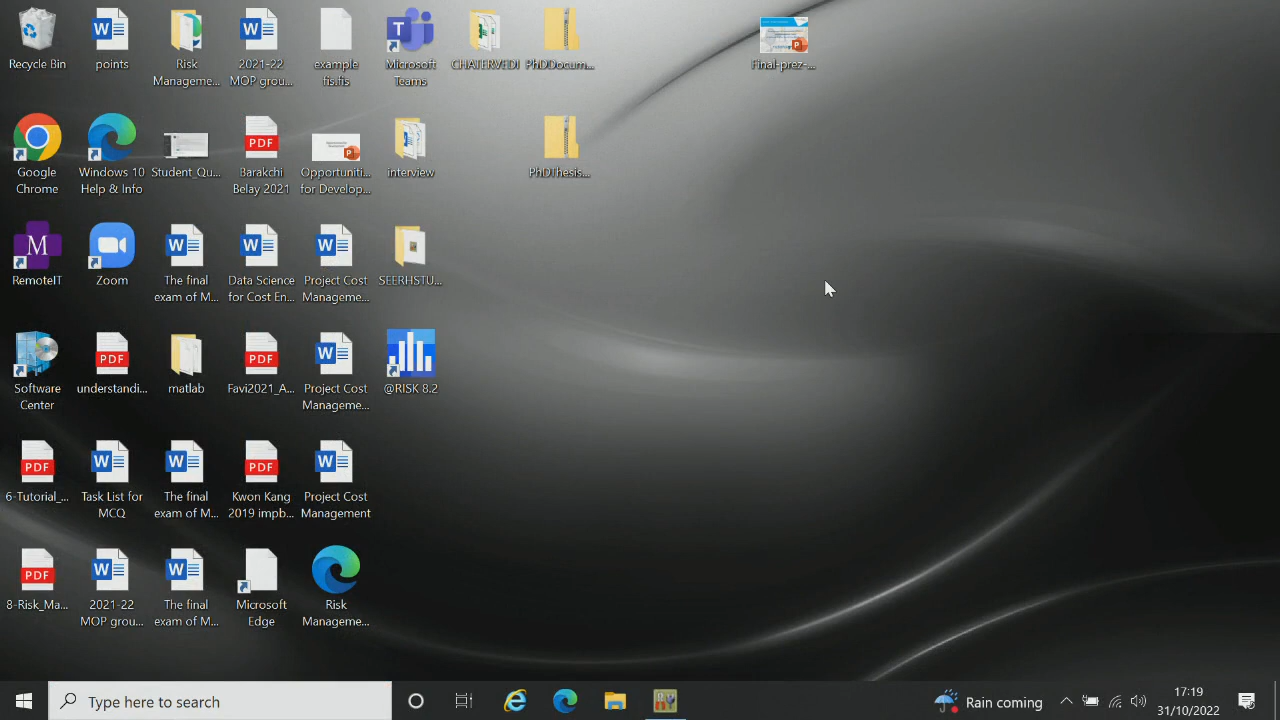 Recycle Bin
points
Risk
Manageme...
2021-22
MOP grou...
example
fis.fis
Microsoft
Teams
CHATERVEDI
PhDDocum...
Final-prez-...
Google
Chrome
Windows 10
Help & Info
Student_Qu...
PDF
Barakchi
Belay 2021
Opportuniti...
for Develop...
interview
PhDThesis...
RemoteIT
Zoom
The final
exam of M...
Data Science
for Cost En...
Project Cost
Manageme...
SEERHSTU...
Software
Center
PDF
understandi...
matlab
PDF
Favi2021_A...
Project Cost
Manageme...
@RISK 8.2
PDF
6-Tutorial_...
Task List for
MCQ
The final
exam of M...
PDF
Kwon Kang
2019 impb...
Project Cost
Management
PDF
8-Risk_Ma...
2021-22
MOP grou...
The final
exam of M...
Microsoft
Edge
Risk
Manageme...
Type here to search
Rain coming
17:19
31/10/2022